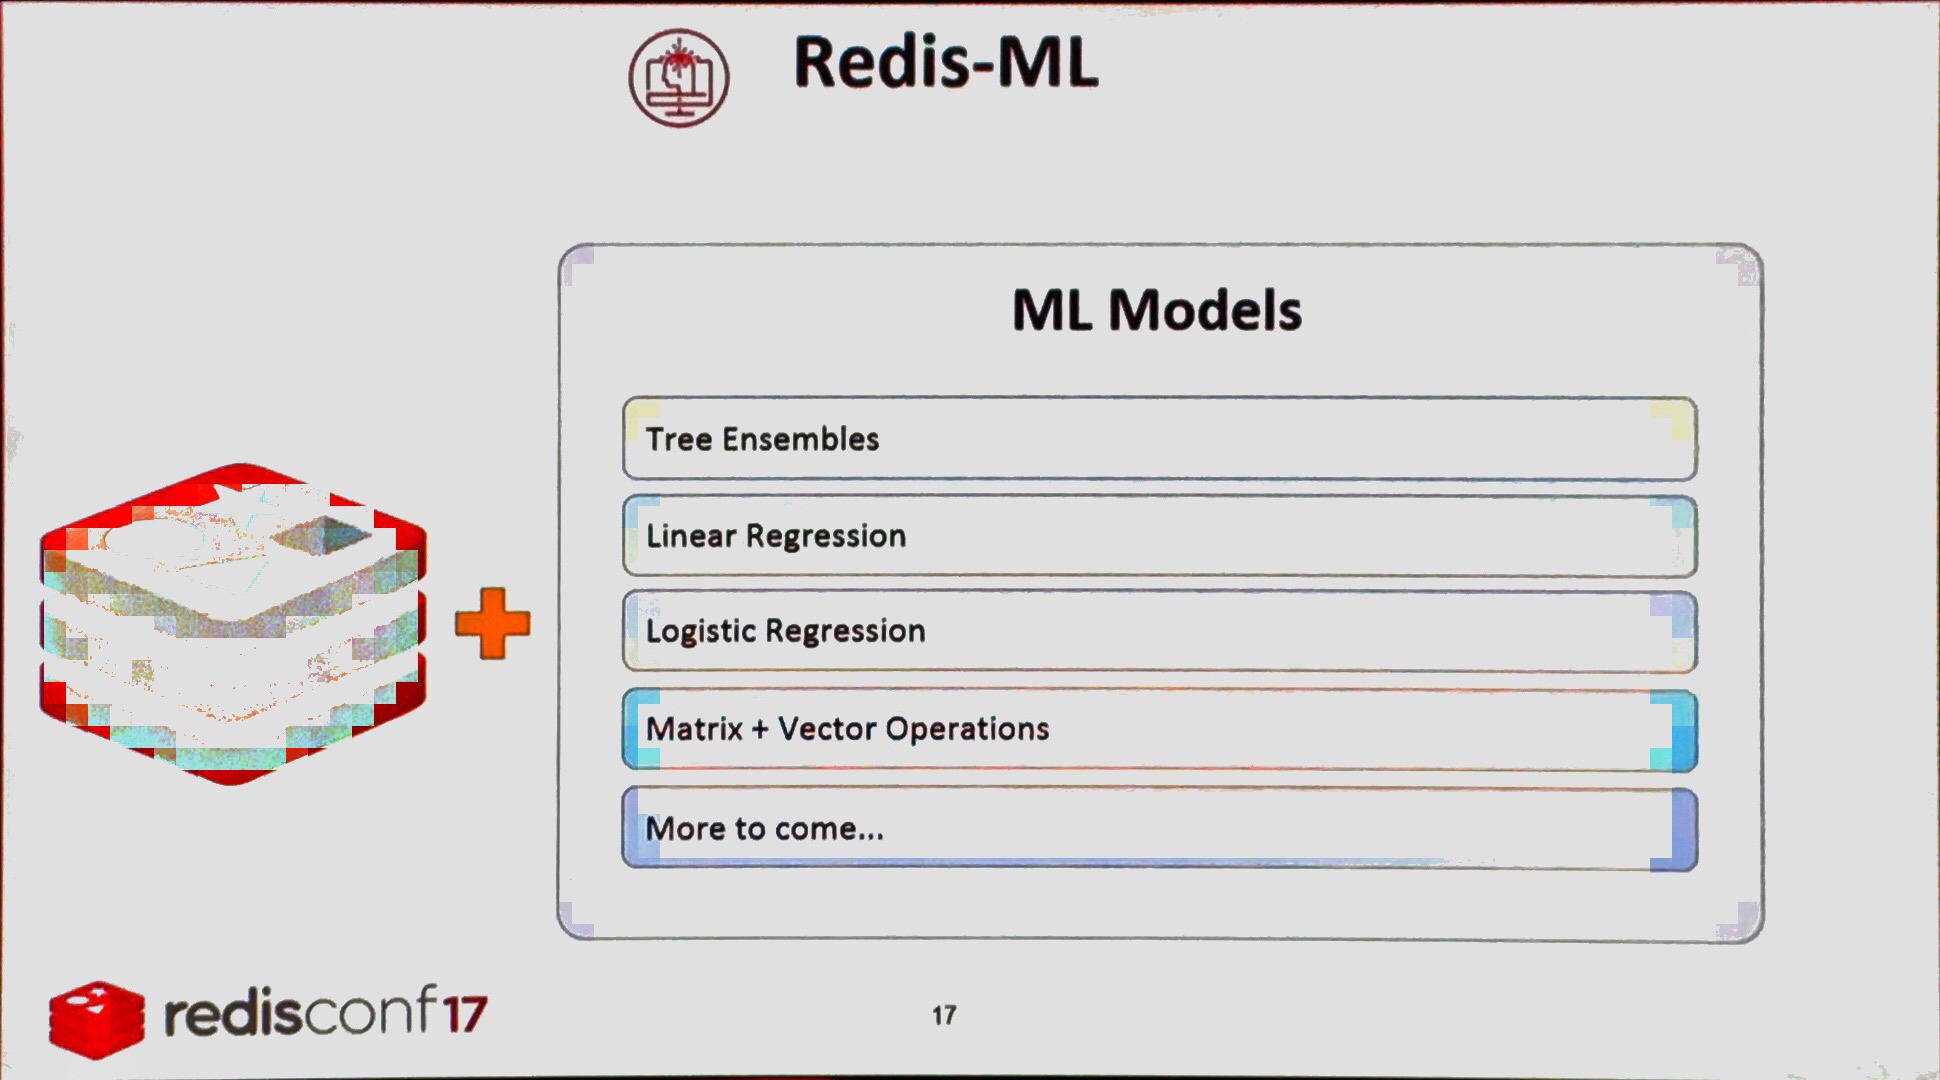 Redis-ML
ML Models
Tree Ensembles
Linear Regression
Logistic Regression
Matrix + Vector Operations
More to come...
redisconf17
17